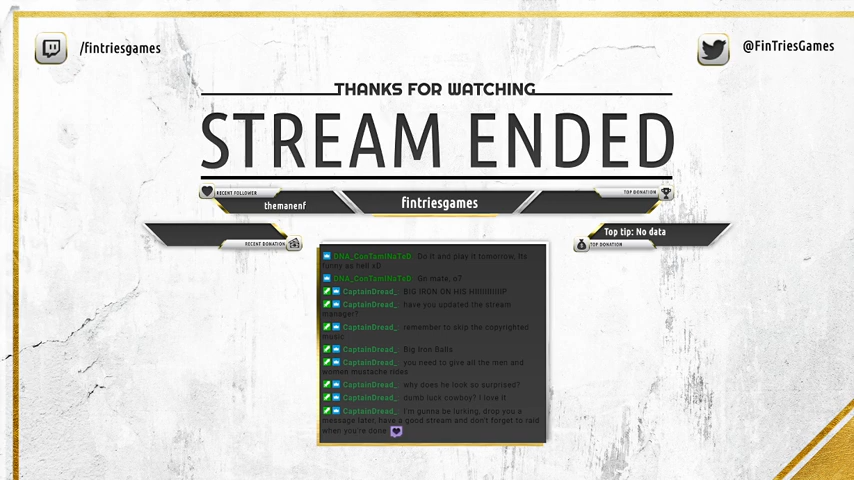 /fintriesgames
@FinTriesGames
THANKS FOR WATCHING
STREAM ENDED
RECENT FOLLOWER
TOP DONATION
themanenf
fintriesgames
Top tip: No data
RECENT DONATION
TOP DONATION
DNA_ConTamiNaTeD Do it and play it tomorrow, its
funny as hell xD
DNA_ConTamiNaTeD Go mate, o7
CaptainDread_ BIG IRON ON HIS
CaptainDread_ have you updated the stream
manager?
CaptainDread_ remember to skip the copyrighted
music
CaptainDread_ Big Iron Balls
CaptainDread_ you need to give all the men and
women mustache rides
CaptainDread_ why does he look so surprised?
CaptainDread_ dumb luck cowboy? I love it
CaptainDread_ I'm gunna be lurking, drop you a
message later, have a good stream and don't forget to raid
when you're done